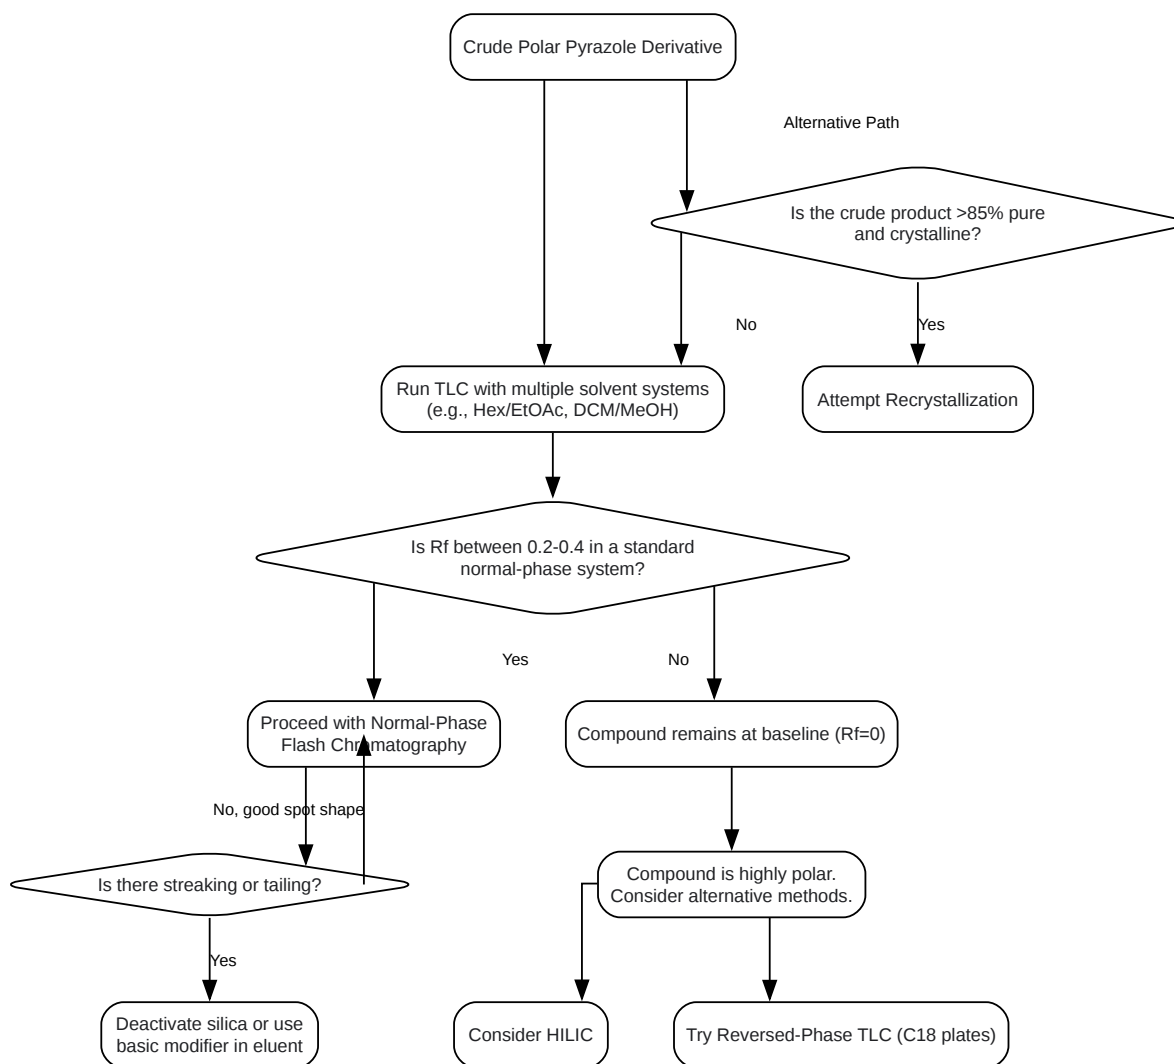 Crude Polar Pyrazole Derivative
Alternative Path
Is the crude product >85% pure
and crystalline?
No
Yes
Run TLC with multiple solvent systems
(e.g., Hex/EtOAc, DCM/MeOH)
Attempt Recrystallization
Is Rf between 0.2-0.4 in a standard
normal-phase system?
Yes
No
Proceed with Normal-Phase
Flash Chromatography
Compound remains at baseline (Rf=0)
No, good spot shape
Is there streaking or tailing?
Compound is highly polar.
Consider alternative methods.
Yes
Deactivate silica or use
basic modifier in eluent
Consider HILIC
Try Reversed-Phase TLC (C18 plates)